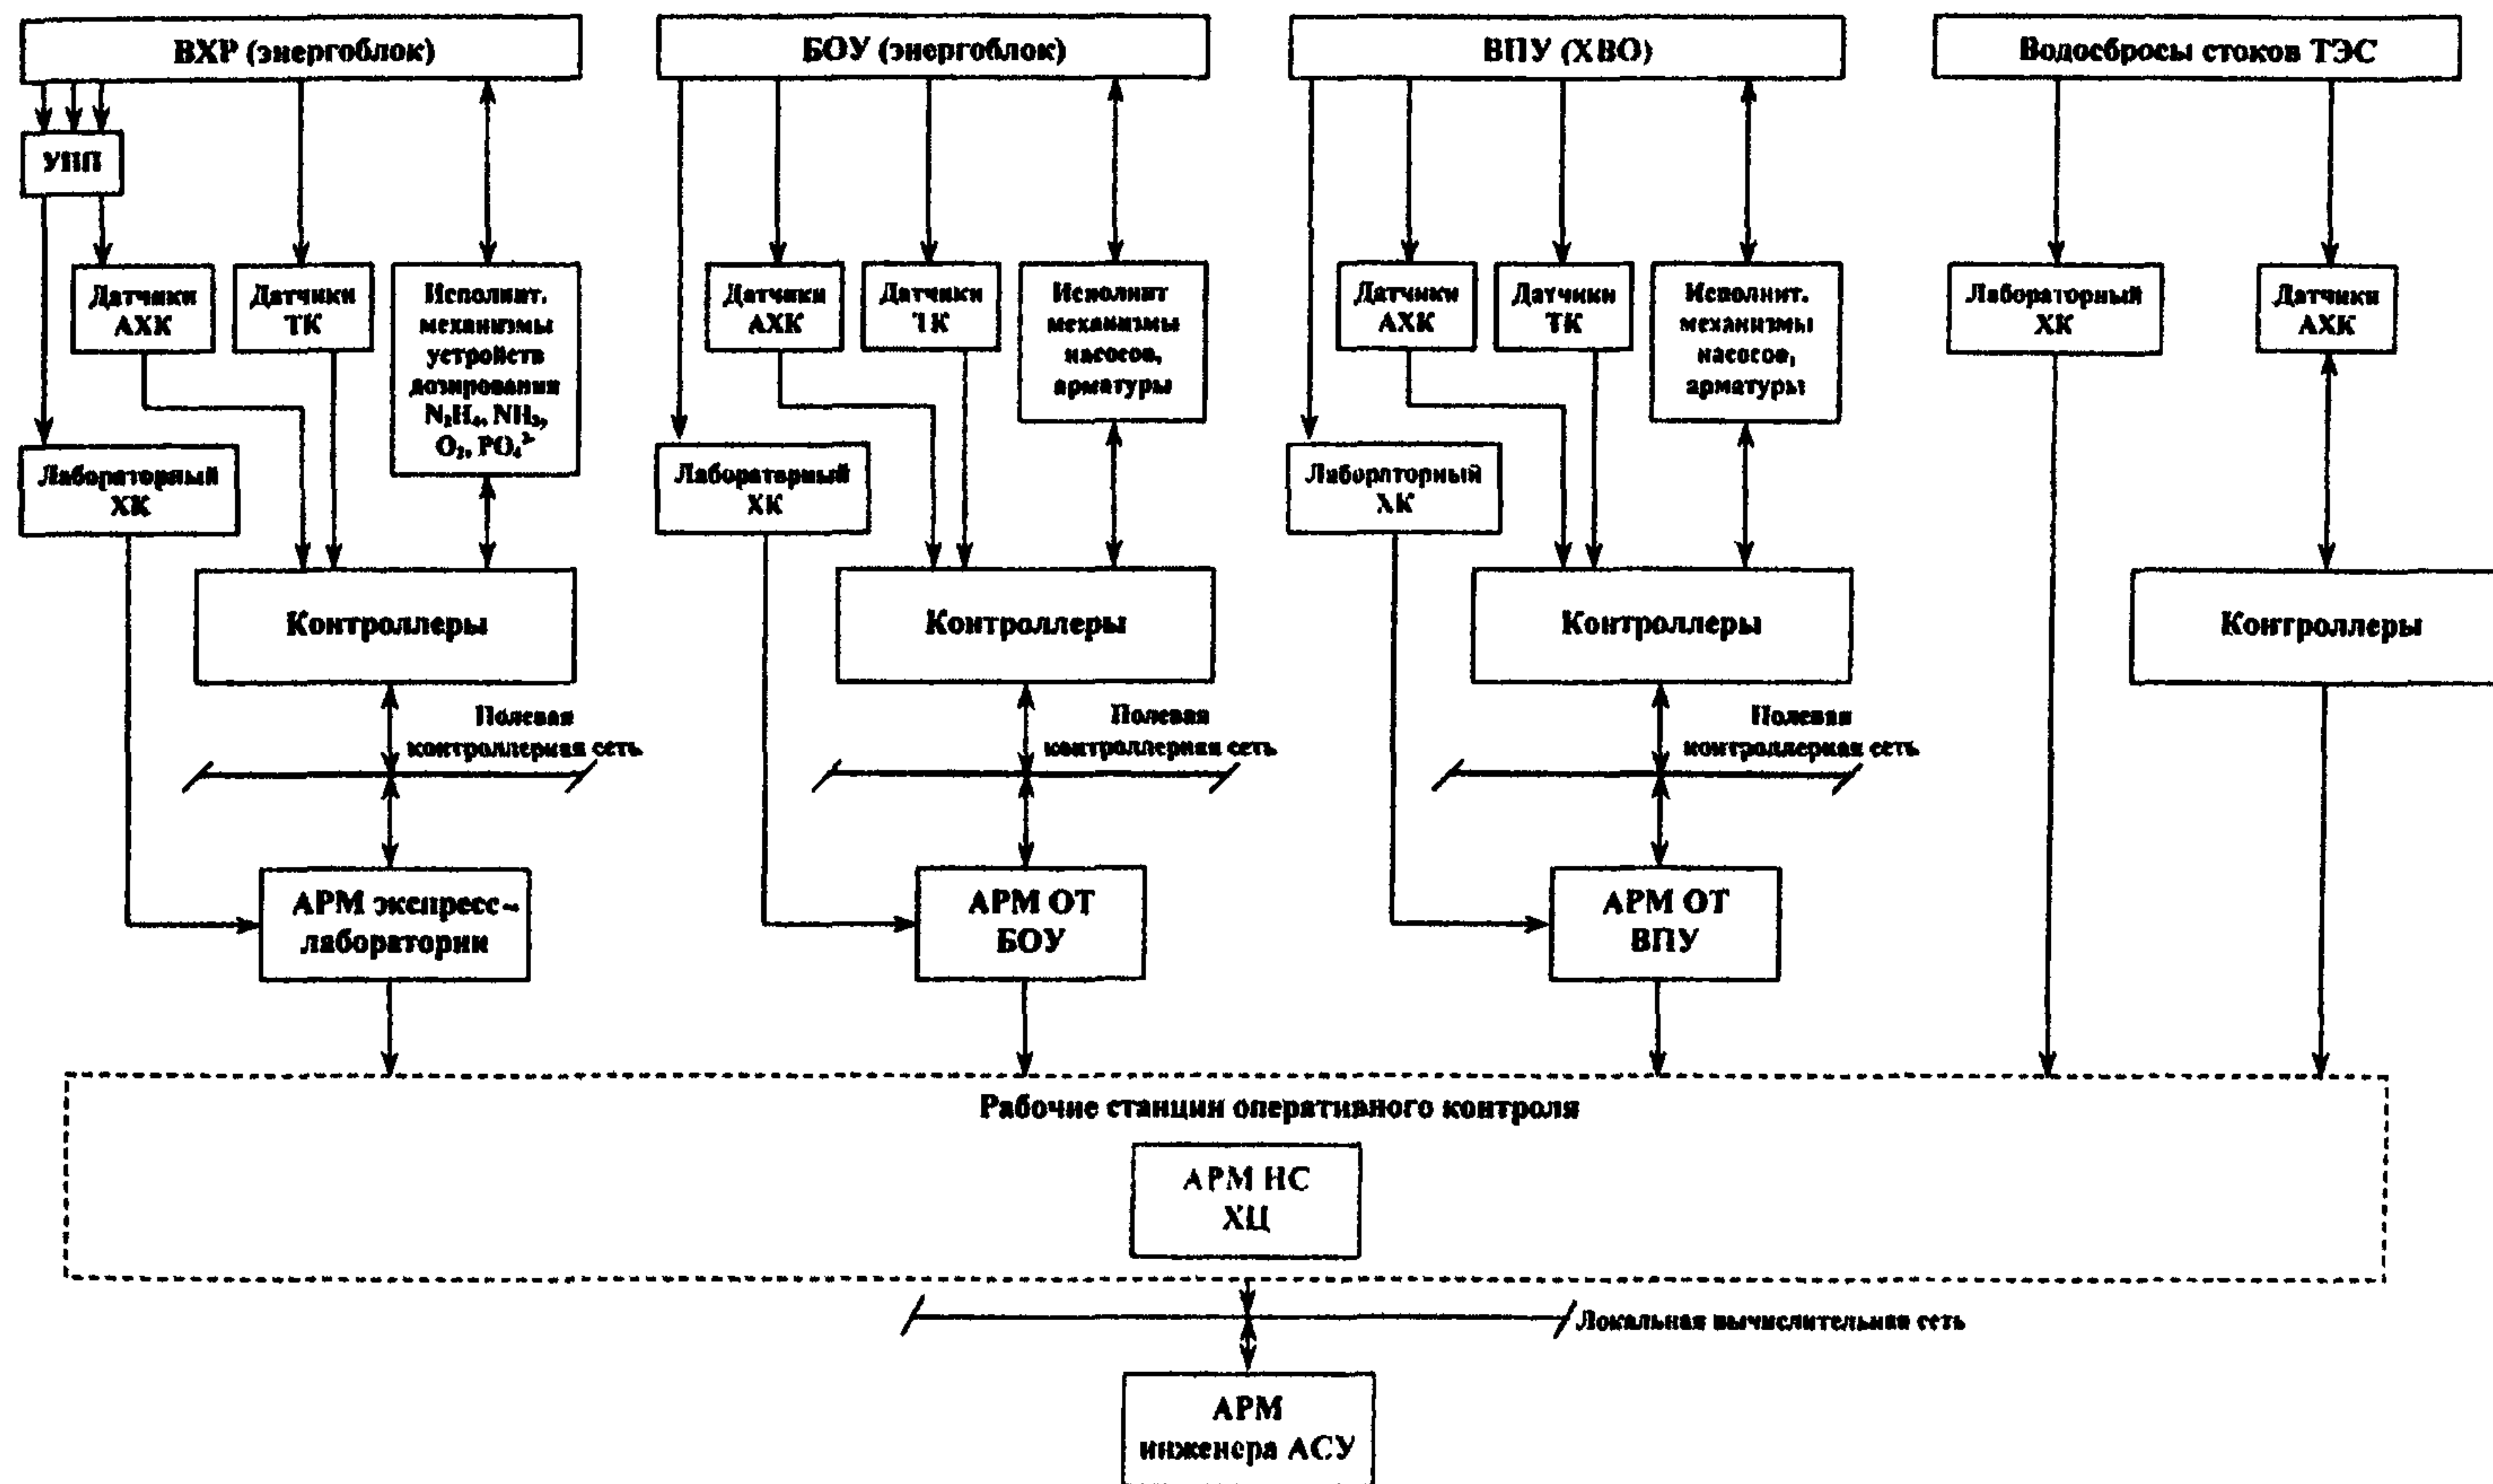 ВХР (энергоблок)
БОУ (энергоблок)
ВПУ (ХВО)
Водосбросы стоков ТЭС
УПП
Датчики
АХК
Датчики
ТК
Исполнит.
механизмы
устройств
дозирования
N₂H₄, NH₃,
O₂, PO₄²⁻
Датчики
АХК
Датчики
ТК
Исполнит
механизмы
насосов,
арматуры
Датчики
АХК
Датчики
ТК
Исполнит.
механизмы
насосов,
арматуры
Лабораторный
ХК
Датчики
АХК
Лабораторный
ХК
Лабораторный
ХК
Лабораторный
ХК
Контроллеры
Контроллеры
Контроллеры
Контроллеры
Полевая
контроллерная сеть
Полевая
контроллерная сеть
Полевая
контроллерная сеть
АРМ экспресс-
лаборатории
АРМ ОТ
БОУ
АРМ ОТ
ВПУ
Рабочие станции оперативного контроля
АРМ НС
ХЦ
Локальная вычислительная сеть
АРМ
инженера АСУ